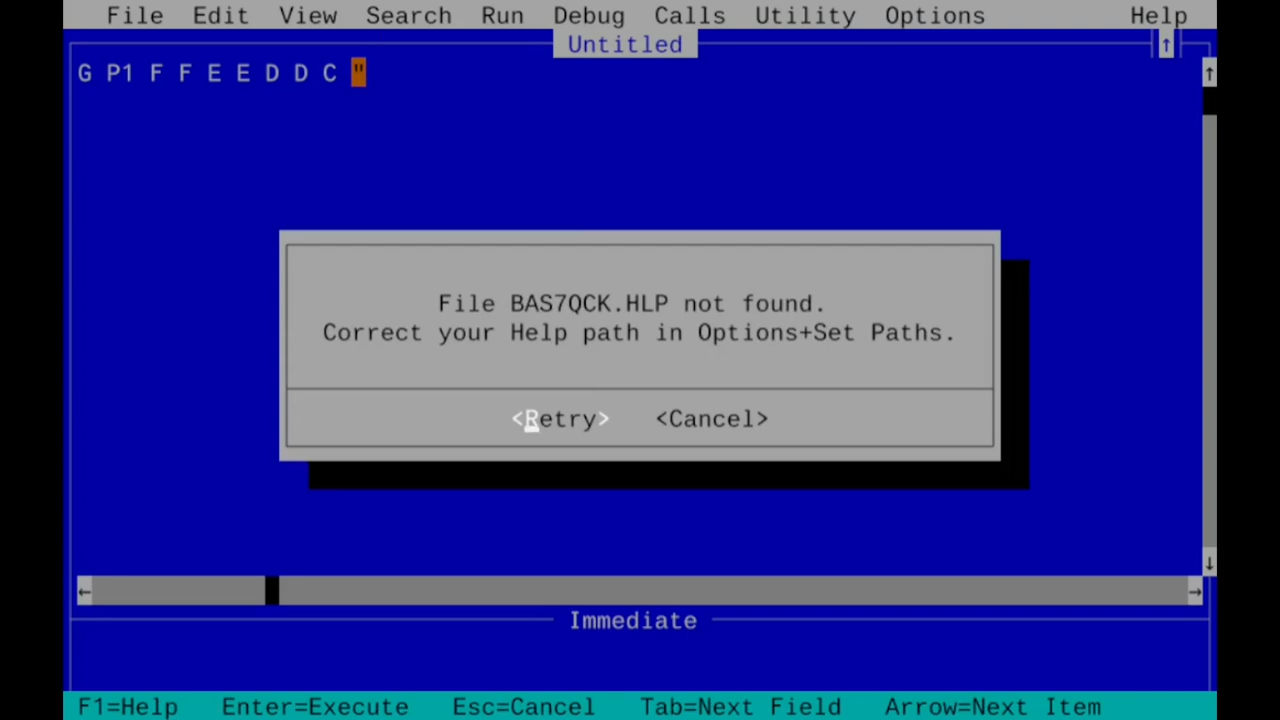 File Edit View Search Run Debug Calls Utility Options Help
Untitled ↑
G P1 F F E E D D C " ↑
File BAS7QCK.HLP not found.
Correct your Help path in Options+Set Paths.
<Retry> <Cancel>
↓
← →
Immediate
F1=Help Enter=Execute Esc=Cancel Tab=Next Field Arrow=Next Item